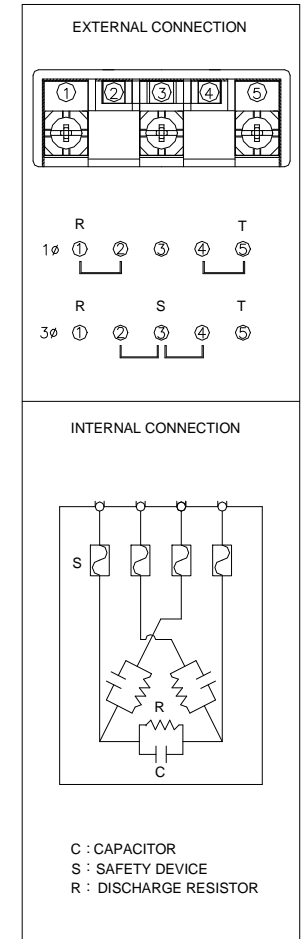 EXTERNAL CONNECTION
① ② ③ ④ ⑤
R T
1ø ① ② ③ ④ ⑤
R S T
3ø ① ② ③ ④ ⑤
INTERNAL CONNECTION
S
R
C
C : CAPACITOR
S : SAFETY DEVICE
R : DISCHARGE RESISTOR